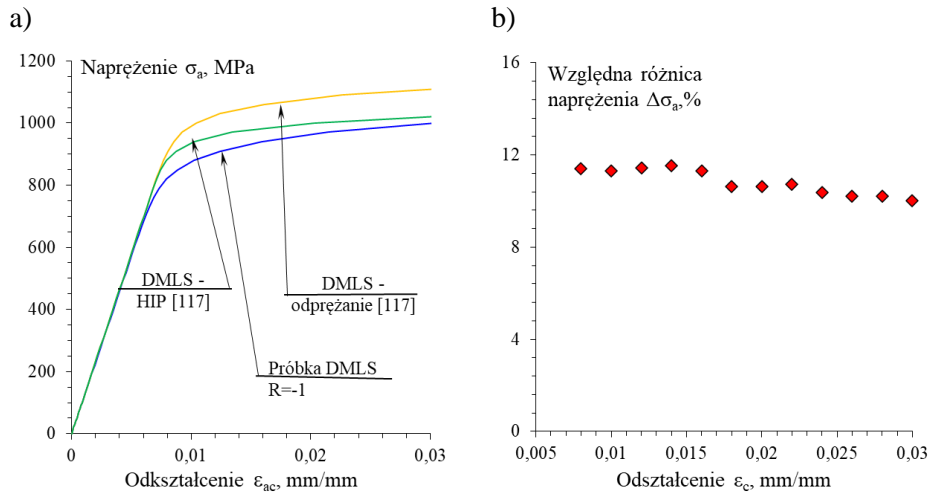 a)
Naprężenie σa, MPa
1200
1000
800
600
400
200
0
0
0,01
0,02
0,03
Odkształcenie εac, mm/mm
DMLS -
HIP [117]
DMLS -
odprężanie [117]
Próbka DMLS
R=-1
b)
Względna różnica
naprężenia Δσa,%
16
12
8
4
0
0,005
0,01
0,015
0,02
0,025
0,03
Odształcenie εc, mm/mm